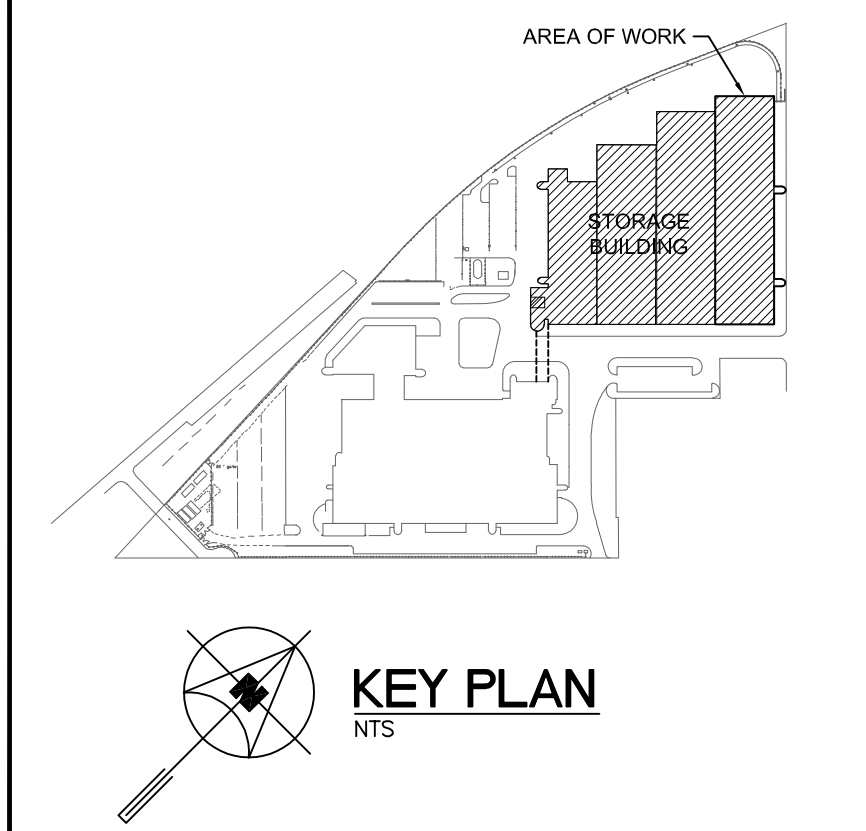 AREA OF WORK
STORAGE
BUILDING
N
KEY PLAN
NTS